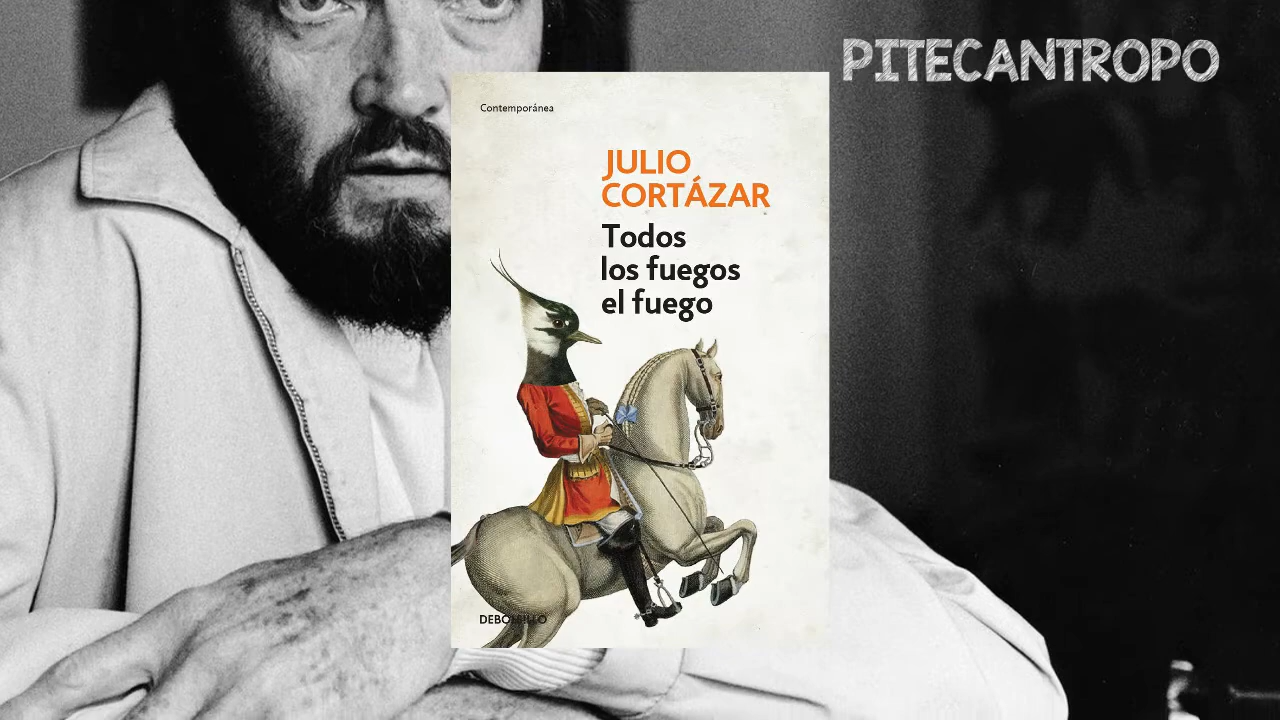 PITECANTROPO
Contemporánea
JULIO
CORTÁZAR
Todos
los fuegos
el fuego
DEBOLSILLO